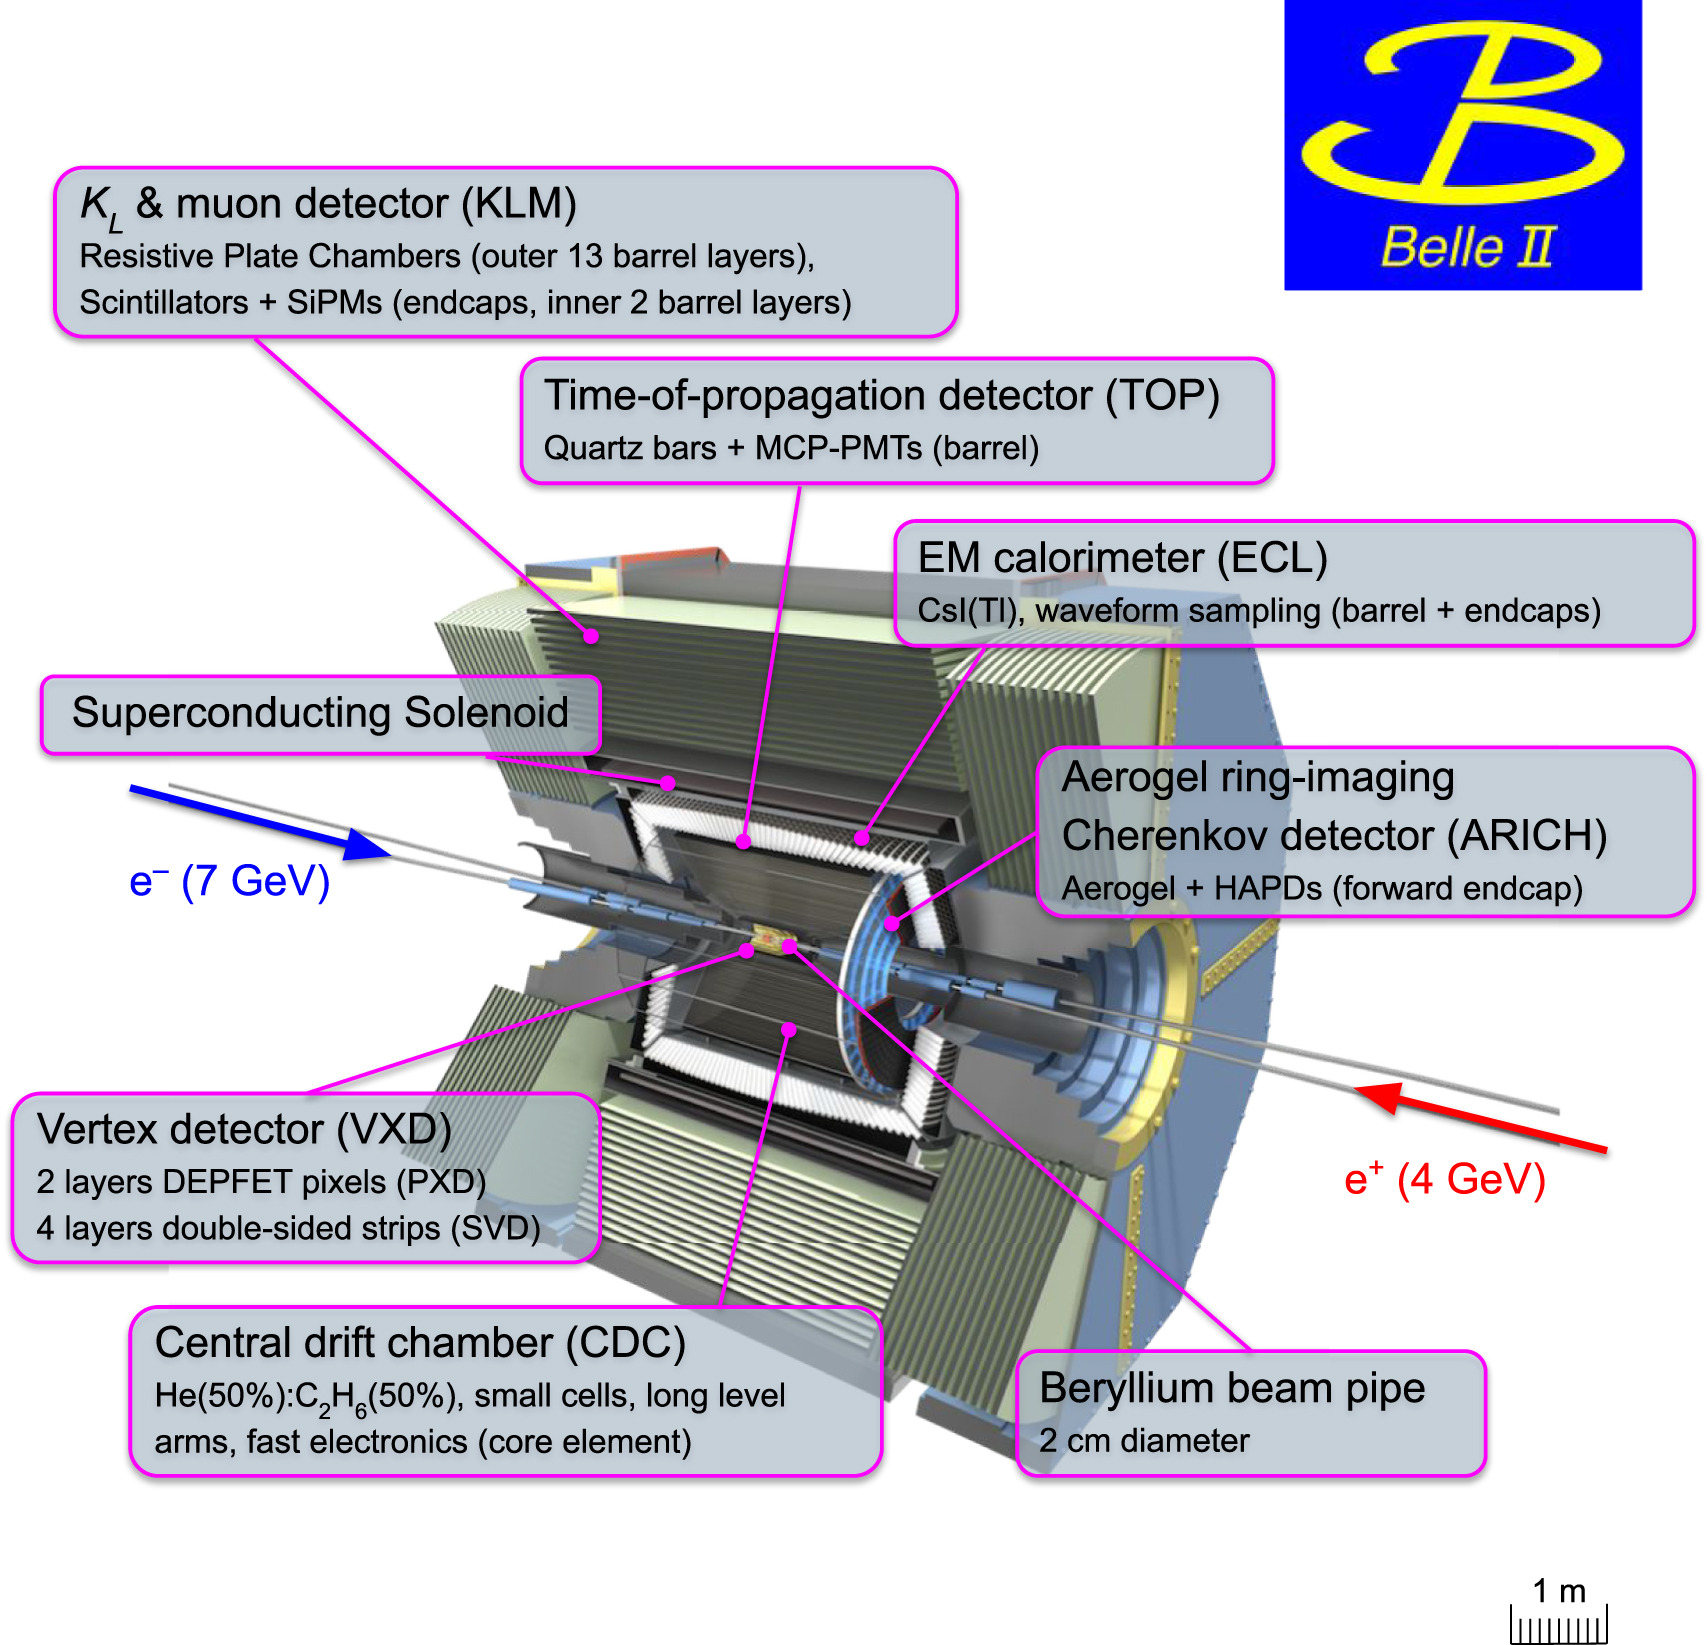 B
Belle II
K_L & muon detector (KLM)
Resistive Plate Chambers (outer 13 barrel layers),
Scintillators + SiPMs (endcaps, inner 2 barrel layers)
Time-of-propagation detector (TOP)
Quartz bars + MCP-PMTs (barrel)
EM calorimeter (ECL)
CsI(Tl), waveform sampling (barrel + endcaps)
Superconducting Solenoid
Aerogel ring-imaging
Cherenkov detector (ARICH)
Aerogel + HAPDs (forward endcap)
e⁻ (7 GeV)
e⁺ (4 GeV)
Vertex detector (VXD)
2 layers DEPFET pixels (PXD)
4 layers double-sided strips (SVD)
Central drift chamber (CDC)
He(50%):C₂H₆(50%), small cells, long level
arms, fast electronics (core element)
Beryllium beam pipe
2 cm diameter
1 m